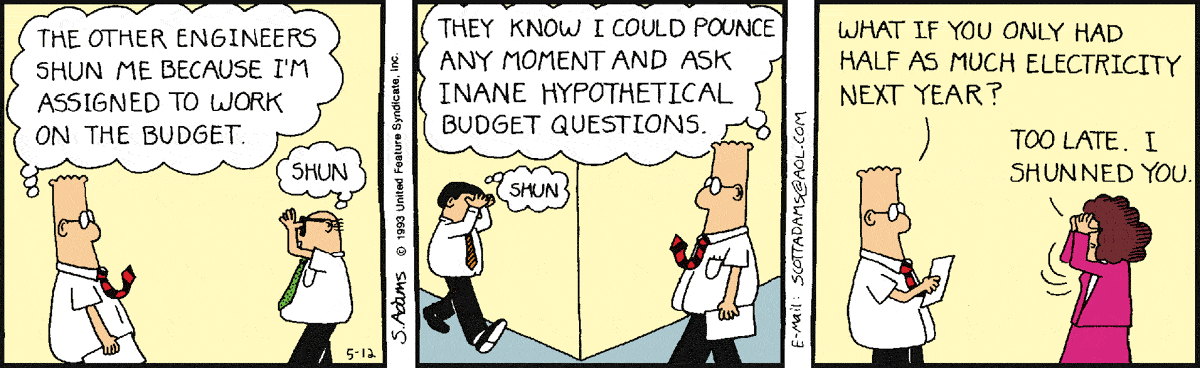 THE OTHER ENGINEERS
SHUN ME BECAUSE I'M
ASSIGNED TO WORK
ON THE BUDGET.
SHUN
5-12
S.Adams
© 1993 United Feature Syndicate, Inc.
THEY KNOW I COULD POUNCE
ANY MOMENT AND ASK
INANE HYPOTHETICAL
BUDGET QUESTIONS.
SHUN
E-Mail: SCOTTADAMS@AOL.COM
WHAT IF YOU ONLY HAD
HALF AS MUCH ELECTRICITY
NEXT YEAR?
TOO LATE. I
SHUNNED YOU.